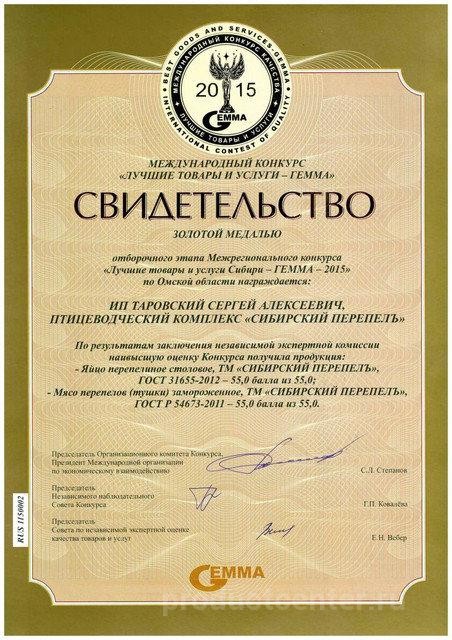 BEST GOODS AND SERVICES-GEMMA
МЕЖДУНАРОДНЫЙ КОНКУРС КАЧЕСТВА
2015
GEMMA
ЛУЧШИЕ ТОВАРЫ И УСЛУГИ
INTERNATIONAL CONTEST OF QUALITY
МЕЖДУНАРОДНЫЙ КОНКУРС
«ЛУЧШИЕ ТОВАРЫ И УСЛУГИ – ГЕММА»
СВИДЕТЕЛЬСТВО
ЗОЛОТОЙ МЕДАЛЬЮ
отборочного этапа Межрегионального конкурса
«Лучшие товары и услуги Сибири – ГЕММА – 2015»
по Омской области награждается:
ИП ТАРОВСКИЙ СЕРГЕЙ АЛЕКСЕЕВИЧ,
ПТИЦЕВОДЧЕСКИЙ КОМПЛЕКС «СИБИРСКИЙ ПЕРЕПЕЛЪ»
По результатам заключения независимой экспертной комиссии
наивысшую оценку Конкурса получила продукция:
- Яйцо перепелиное столовое, ТМ «СИБИРСКИЙ ПЕРЕПЕЛЪ»,
ГОСТ 31655-2012 – 55,0 балла из 55,0;
- Мясо перепелов (тушки) замороженное, ТМ «СИБИРСКИЙ ПЕРЕПЕЛЪ»,
ГОСТ Р 54673-2011 – 55,0 балла из 55,0.
Председатель Организационного комитета Конкурса,
Президент Международной организации
по экономическому взаимодействию
С.Л. Степанов
Председатель
Независимого наблюдательного
Совета Конкурса
Г.П. Ковалёва
Председатель
Совета по независимой экспертной оценке
качества товаров и услуг
Е.Н. Вебер
RUS 1150002
GEMMA
productcenter.ru